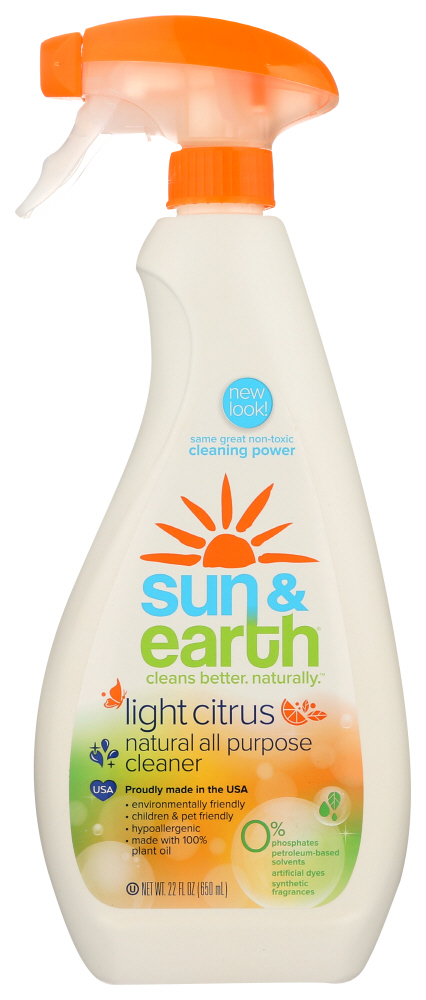 new
look!
same great non-toxic
cleaning power
sun &
earth
cleans better. naturally.™
light citrus
natural all purpose
cleaner
USA
Proudly made in the USA
• environmentally friendly
• children & pet friendly
• hypoallergenic
• made with 100%
plant oil
0%
phosphates
petroleum-based
solvents
artificial dyes
synthetic
fragrances
U NET WT. 22 FL OZ (650 mL)